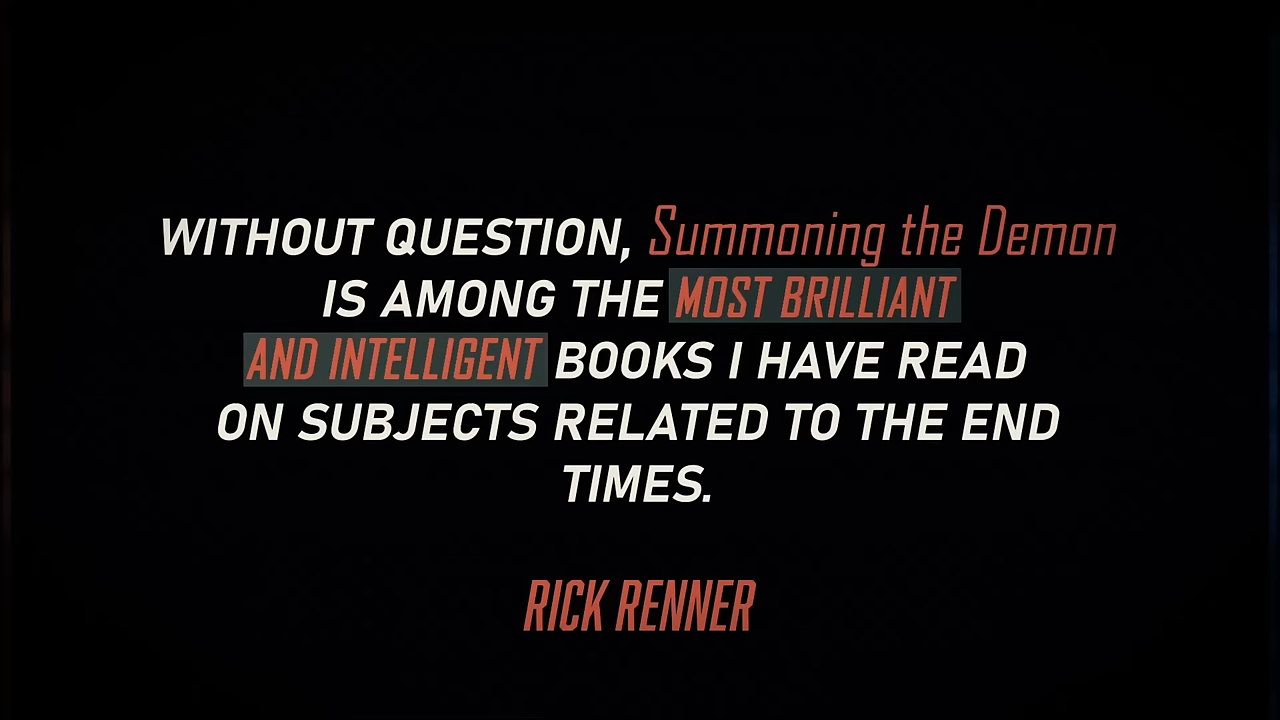 WITHOUT QUESTION, Summoning the Demon
IS AMONG THE MOST BRILLIANT
AND INTELLIGENT BOOKS I HAVE READ
ON SUBJECTS RELATED TO THE END
TIMES.
RICK RENNER